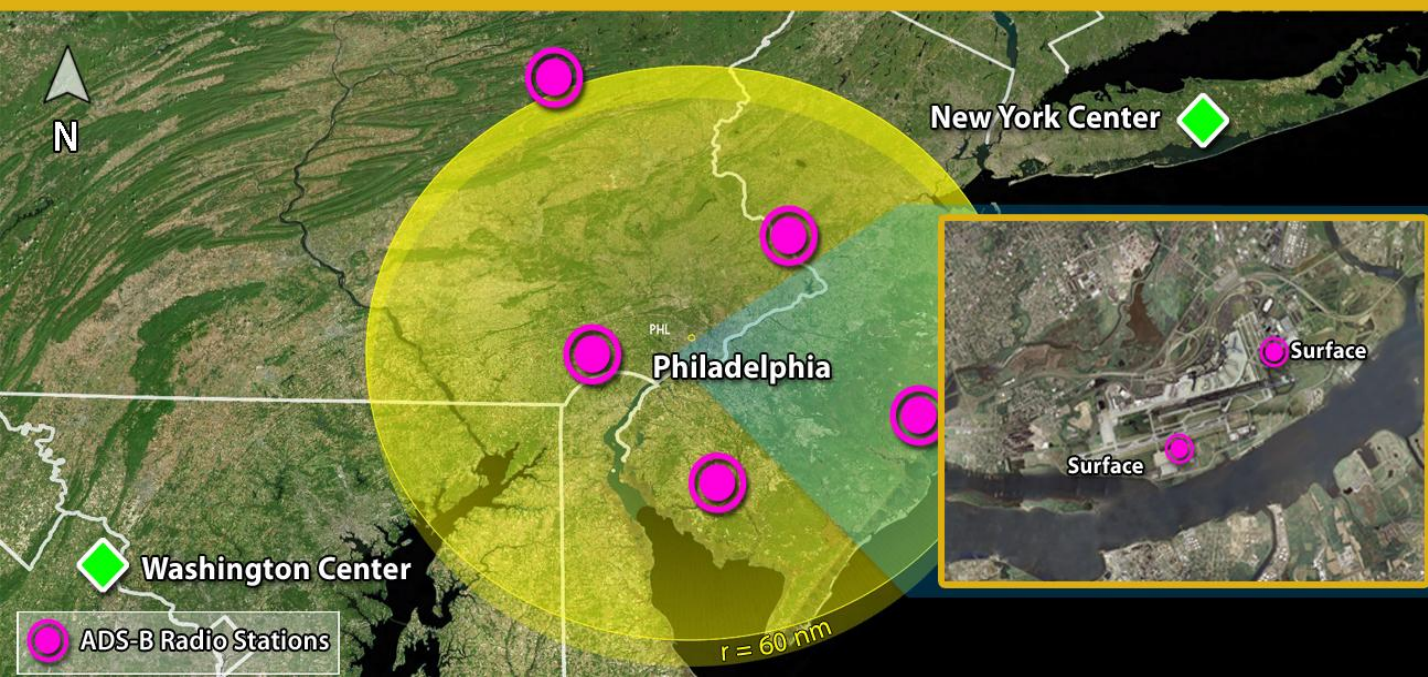 N
New York Center
PHL
Philadelphia
Surface
Surface
Washington Center
ADS-B Radio Stations
r = 60 nm